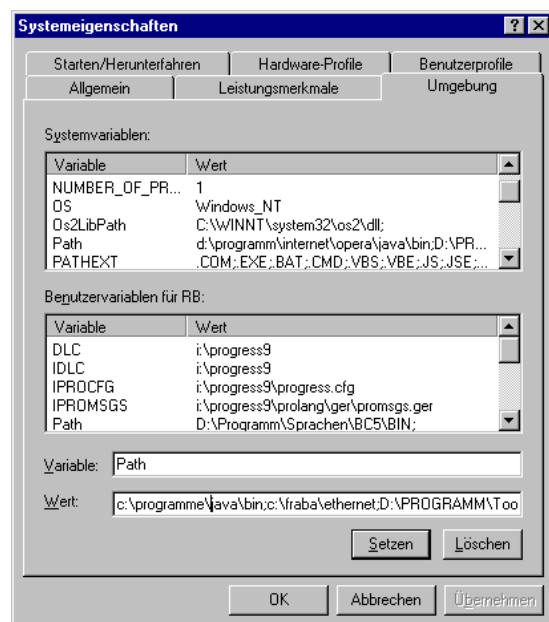 Systemeigenschaften
Starten/Herunterfahren Hardware-Profile Benutzerprofile
Allgemein Leistungsmerkmale Umgebung
Systemvariablen:
Variable Wert
NUMBER_OF_PR... 1
OS Windows_NT
Os2LibPath C:\WINNT\system32\os2\dll;
Path d:\programm\internet\opera\java\bin;D:\PR...
PATHEXT .COM;.EXE;.BAT;.CMD;.VBS;.VBE;.JS;.JSE;...
Benutzervariablen für RB:
Variable Wert
DLC i:\progress9
IDLC i:\progress9
IPROCFG i:\progress9\progress.cfg
IPROMSGS i:\progress9\prolang\ger\promsgs.ger
Path D:\Programm\Sprachen\BC5\BIN;
Variable: Path
Wert: c:\programme\java\bin;c:\fraba\ethernet;D:\PROGRAMM\Too
Setzen Löschen
OK Abbrechen Übernehmen